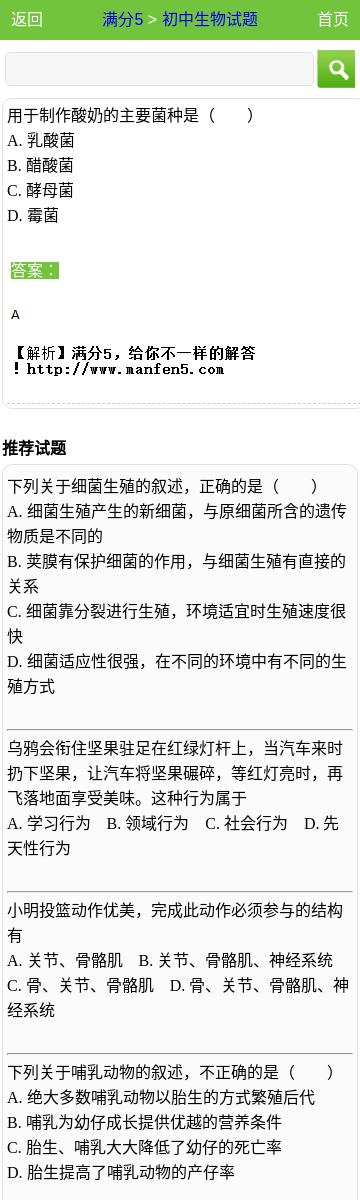 返回 满分5 > 初中生物试题 首页
用于制作酸奶的主要菌种是（　　）
A. 乳酸菌
B. 醋酸菌
C. 酵母菌
D. 霉菌
答案：
A
【解析】满分5，给你不一样的解答
！http://www.manfen5.com
推荐试题
下列关于细菌生殖的叙述，正确的是（　　）
A. 细菌生殖产生的新细菌，与原细菌所含的遗传
物质是不同的
B. 荚膜有保护细菌的作用，与细菌生殖有直接的
关系
C. 细菌靠分裂进行生殖，环境适宜时生殖速度很
快
D. 细菌适应性很强，在不同的环境中有不同的生
殖方式
乌鸦会衔住坚果驻足在红绿灯杆上，当汽车来时
扔下坚果，让汽车将坚果碾碎，等红灯亮时，再
飞落地面享受美味。这种行为属于
A. 学习行为　B. 领域行为　C. 社会行为　D. 先
天性行为
小明投篮动作优美，完成此动作必须参与的结构
有
A. 关节、骨骼肌　B. 关节、骨骼肌、神经系统
C. 骨、关节、骨骼肌　D. 骨、关节、骨骼肌、神
经系统
下列关于哺乳动物的叙述，不正确的是（　　）
A. 绝大多数哺乳动物以胎生的方式繁殖后代
B. 哺乳为幼仔成长提供优越的营养条件
C. 胎生、哺乳大大降低了幼仔的死亡率
D. 胎生提高了哺乳动物的产仔率